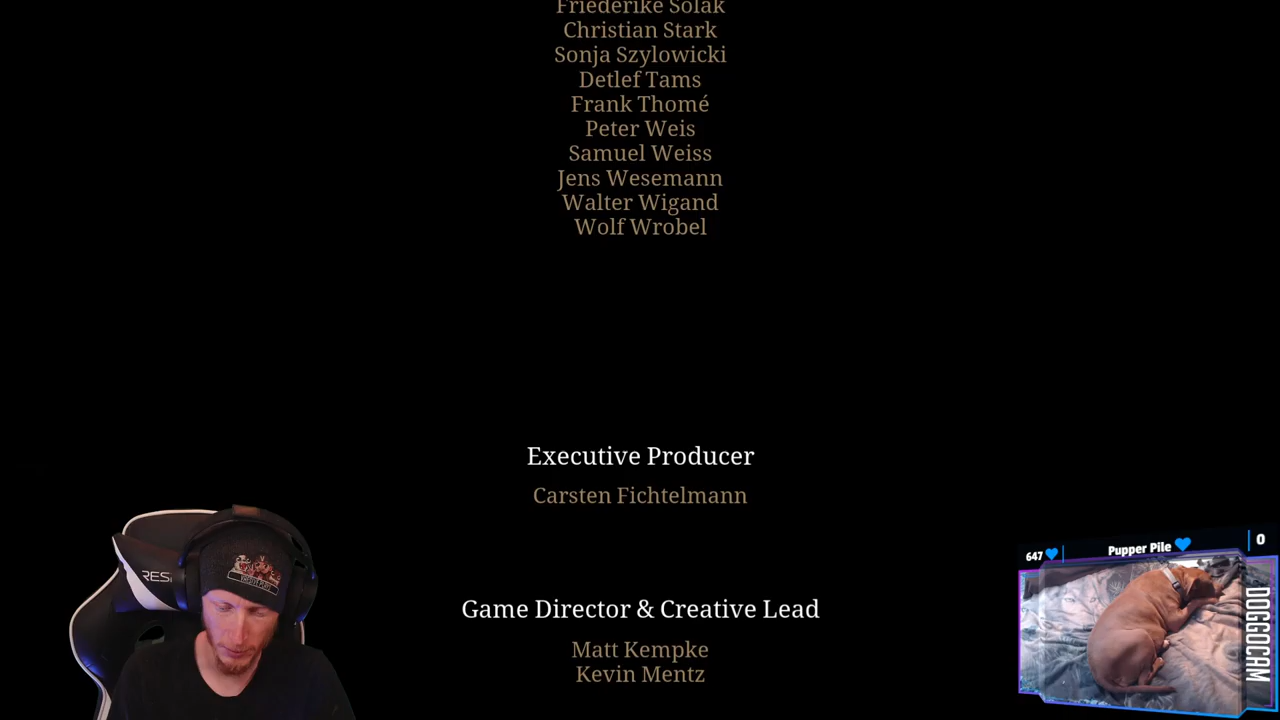 Friederike Solak
Christian Stark
Sonja Szylowicki
Detlef Tams
Frank Thomé
Peter Weis
Samuel Weiss
Jens Wesemann
Walter Wigand
Wolf Wrobel
Executive Producer
Carsten Fichtelmann
Game Director & Creative Lead
Matt Kempke
Kevin Mentz
RES
647
Pupper Pile
0
DOGGOCAM